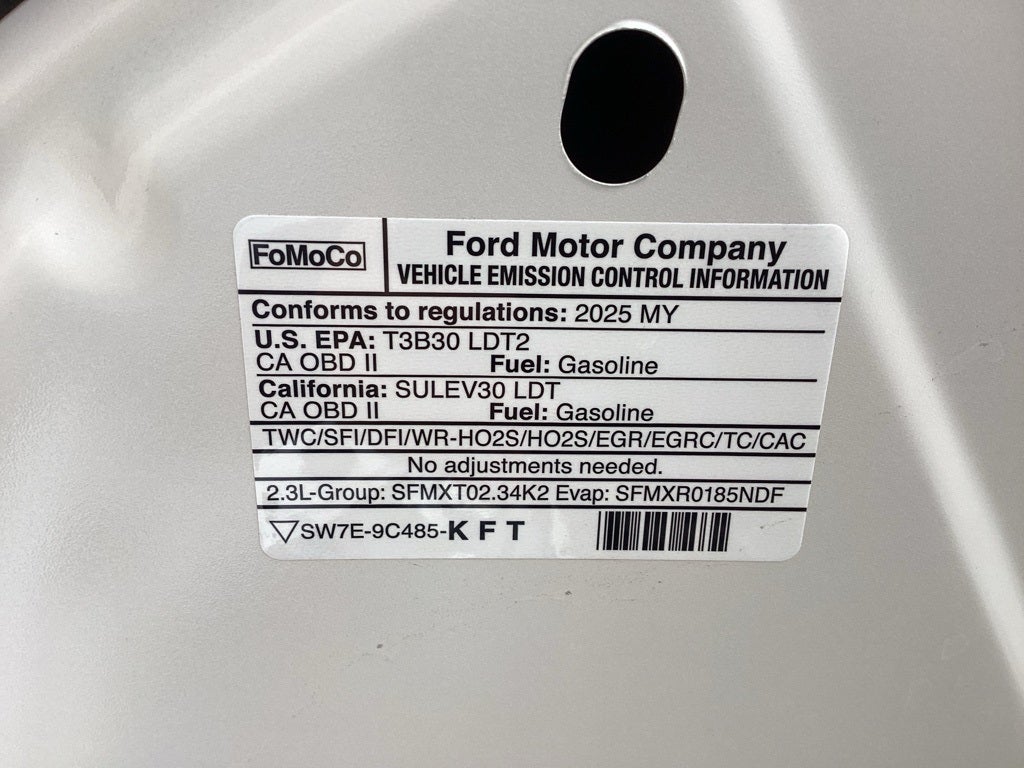 FoMoCo
Ford Motor Company
VEHICLE EMISSION CONTROL INFORMATION
Conforms to regulations: 2025 MY
U.S. EPA: T3B30 LDT2
CA OBD II Fuel: Gasoline
California: SULEV30 LDT
CA OBD II Fuel: Gasoline
TWC/SFI/DFI/WR-HO2S/HO2S/EGR/EGRC/TC/CAC
No adjustments needed.
2.3L-Group: SFMXT02.34K2 Evap: SFMXR0185NDF
SW7E-9C485-K F T